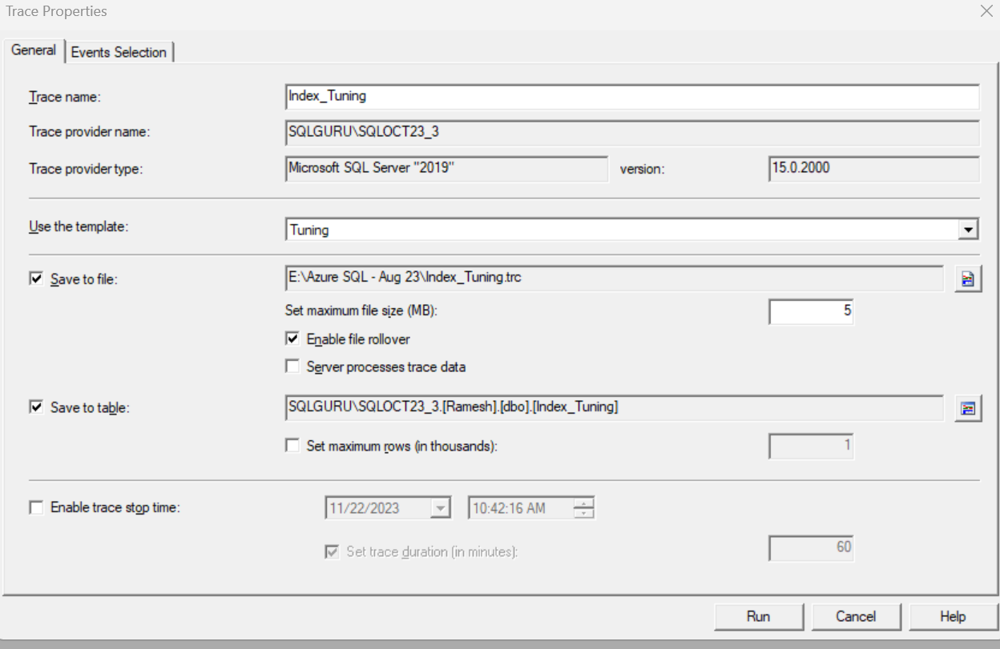 Trace Properties
General Events Selection
Trace name: Index_Tuning
Trace provider name: SQLGURU\SQLOCT23_3
Trace provider type: Microsoft SQL Server "2019" version: 15.0.2000
Use the template: Tuning
Save to file: E:\Azure SQL - Aug 23\Index_Tuning.trc
Set maximum file size (MB): 5
Enable file rollover
Server processes trace data
Save to table: SQLGURU\SQLOCT23_3.[Ramesh].[dbo].[Index_Tuning]
Set maximum rows (in thousands): 1
Enable trace stop time: 11/22/2023 10:42:16 AM
Set trace duration (in minutes): 60
Run Cancel Help